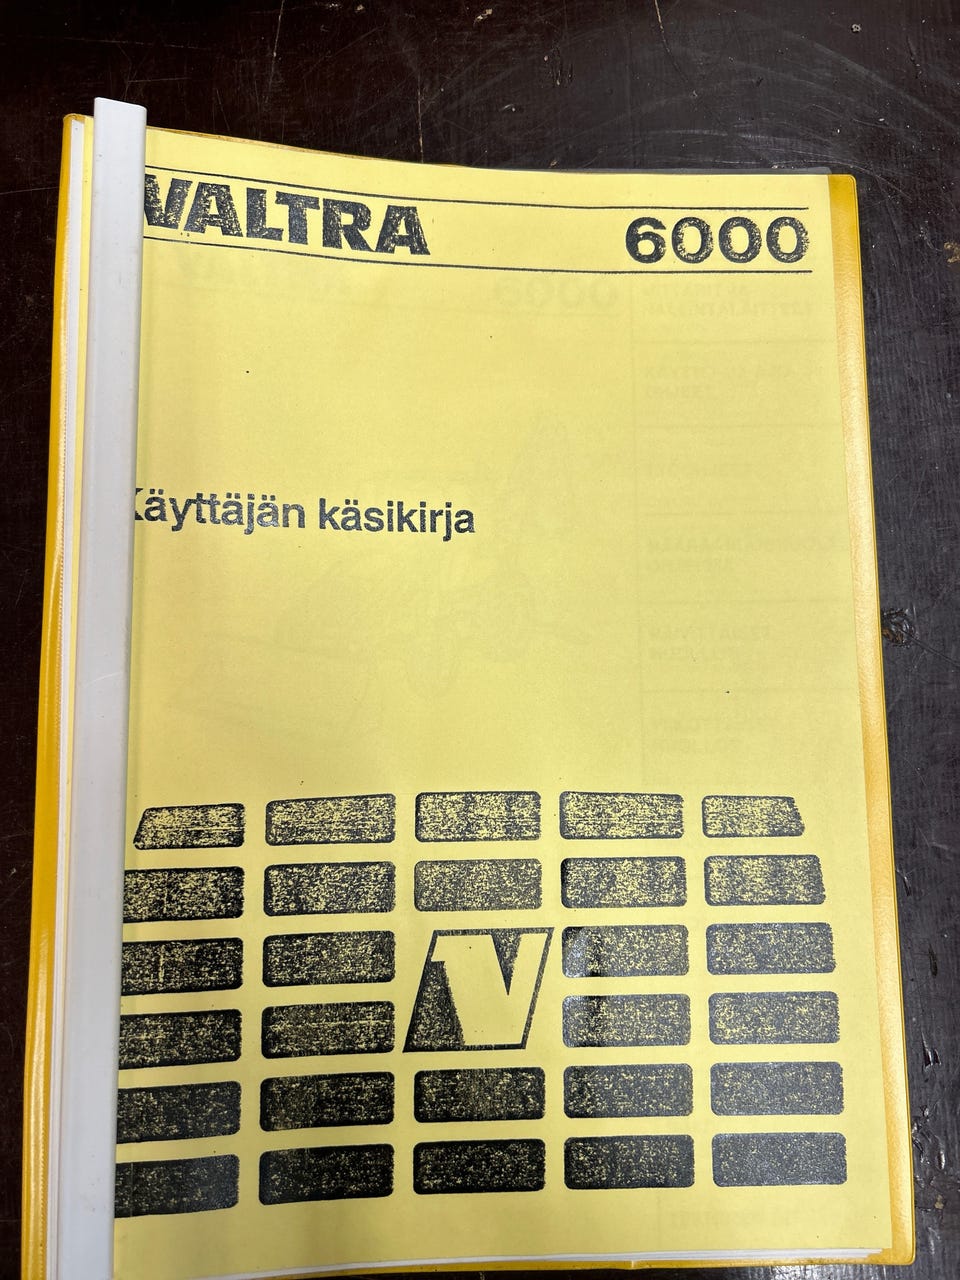 VALTRA 6000
Käyttäjän käsikirja
V